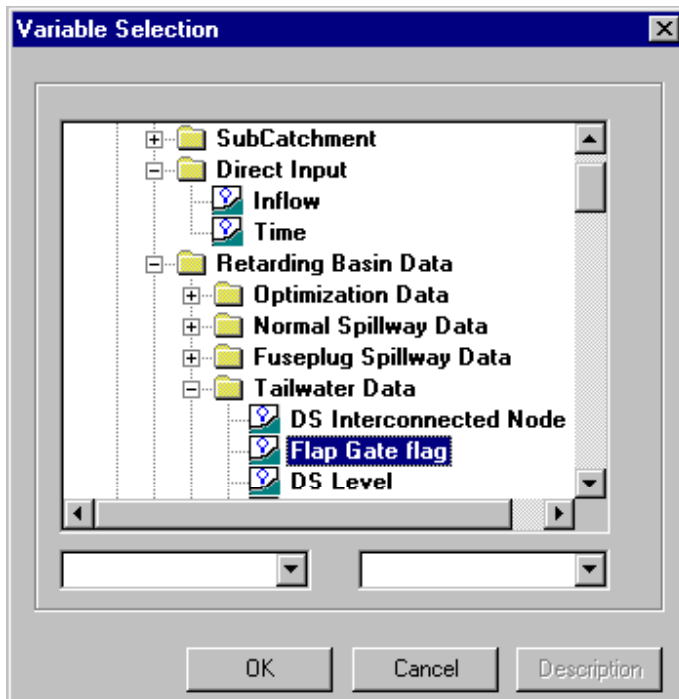 Variable Selection
SubCatchment
Direct Input
Inflow
Time
Retarding Basin Data
Optimization Data
Normal Spillway Data
Fuseplug Spillway Data
Tailwater Data
DS Interconnected Node
Flap Gate flag
DS Level
OK Cancel Description